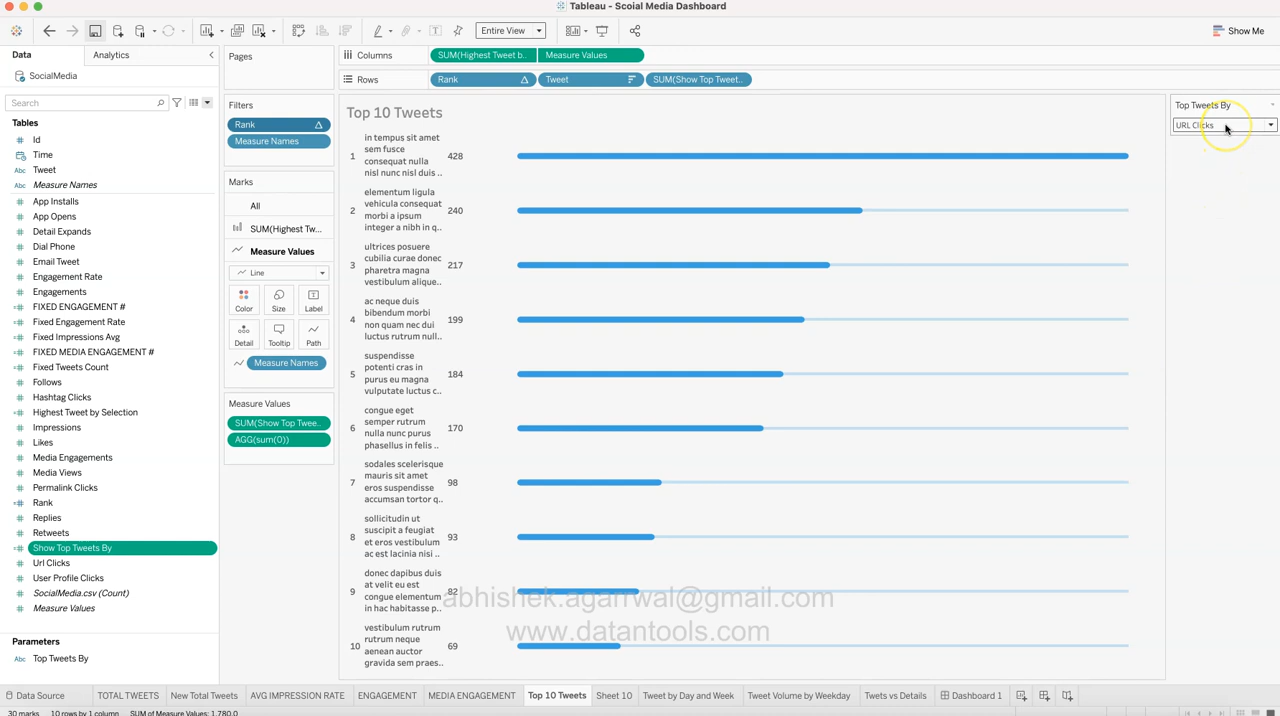 Tableau - Scoial Media Dashboard
Entire View
Show Me
Data
Analytics
Pages
Columns
SUM(Highest Tweet b..
Measure Values
Rows
Rank
Tweet
SUM(Show Top Tweet..
SocialMedia
Search
Tables
Id
Time
Abc
Tweet
Abc
Measure Names
App Installs
App Opens
Detail Expands
Dial Phone
Email Tweet
Engagement Rate
Engagements
FIXED ENGAGEMENT #
Fixed Engagement Rate
Fixed Impressions Avg
FIXED MEDIA ENGAGEMENT #
Fixed Tweets Count
Follows
Hashtag Clicks
Highest Tweet by Selection
Impressions
Likes
Media Engagements
Media Views
Permalink Clicks
Rank
Replies
Retweets
Show Top Tweets By
Url Clicks
User Profile Clicks
SocialMedia.csv (Count)
Measure Values
Parameters
Abc
Top Tweets By
Filters
Rank
Measure Names
Marks
All
SUM(Highest Tw...
Measure Values
Line
Color
Size
Label
Detail
Tooltip
Path
Measure Names
Measure Values
SUM(Show Top Twee..
AGG(sum(0))
Top 10 Tweets
1
in tempus sit amet
sem fusce
consequat nulla
nisl nunc nisl duis ..
428
2
elementum ligula
vehicula consequat
morbi a ipsum
integer a nibh in q..
240
3
ultrices posuere
cubilia curae donec
pharetra magna
vestibulum alique..
217
4
ac neque duis
bibendum morbi
non quam nec dui
luctus rutrum null..
199
5
suspendisse
potenti cras in
purus eu magna
vulputate luctus c..
184
6
congue eget
semper rutrum
nulla nunc purus
phasellus in felis ..
170
7
sodales scelerisque
mauris sit amet
eros suspendisse
accumsan tortor q..
98
8
sollicitudin ut
suscipit a feugiat
et eros vestibulum
ac est lacinia nisi ..
93
9
donec dapibus duis
at velit eu est
congue elementum
in hac habitasse p..
82
10
vestibulum rutrum
rutrum neque
aenean auctor
gravida sem praes..
69
abhishek.agarrwal@gmail.com
www.datantools.com
Top Tweets By
URL Clicks
Data Source
TOTAL TWEETS
New Total Tweets
AVG IMPRESSION RATE
ENGAGEMENT
MEDIA ENGAGEMENT
Top 10 Tweets
Sheet 10
Tweet by Day and Week
Tweet Volume by Weekday
Twets vs Details
Dashboard 1
30 marks
10 rows by 1 column
SUM of Measure Values: 1,780.0